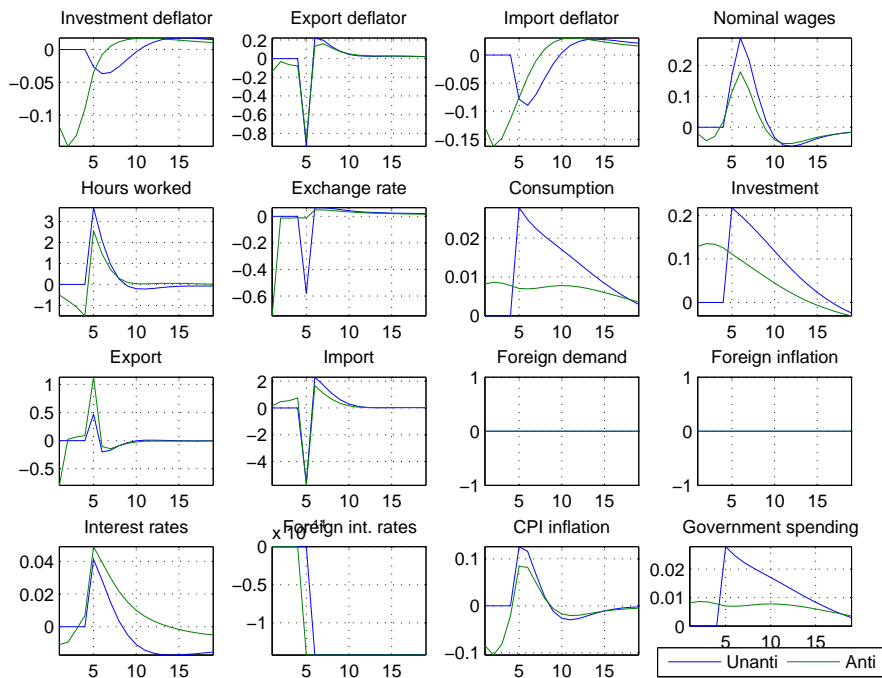 Investment deflator Export deflator Import deflator Nominal wages
0 −0.05 −0.1 5 10 15
0.2 0 −0.2 −0.4 −0.6 −0.8 5 10 15
0 −0.05 −0.1 −0.15 5 10 15
0.2 0.1 0 5 10 15
Hours worked Exchange rate Consumption Investment
3 2 1 0 −1 5 10 15
0 −0.2 −0.4 −0.6 5 10 15
0.02 0.01 0 5 10 15
0.2 0.1 0 5 10 15
Export Import Foreign demand Foreign inflation
1 0.5 0 −0.5 5 10 15
2 0 −2 −4 5 10 15
1 0 −1 5 10 15
1 0 −1 5 10 15
Interest rates Foreign int. rates CPI inflation Government spending
0.04 0.02 0 5 10 15
0 −1 5 10 15
0.1 0 −0.1 5 10 15
0.02 0.01 0 5 10 15
Unanti Anti